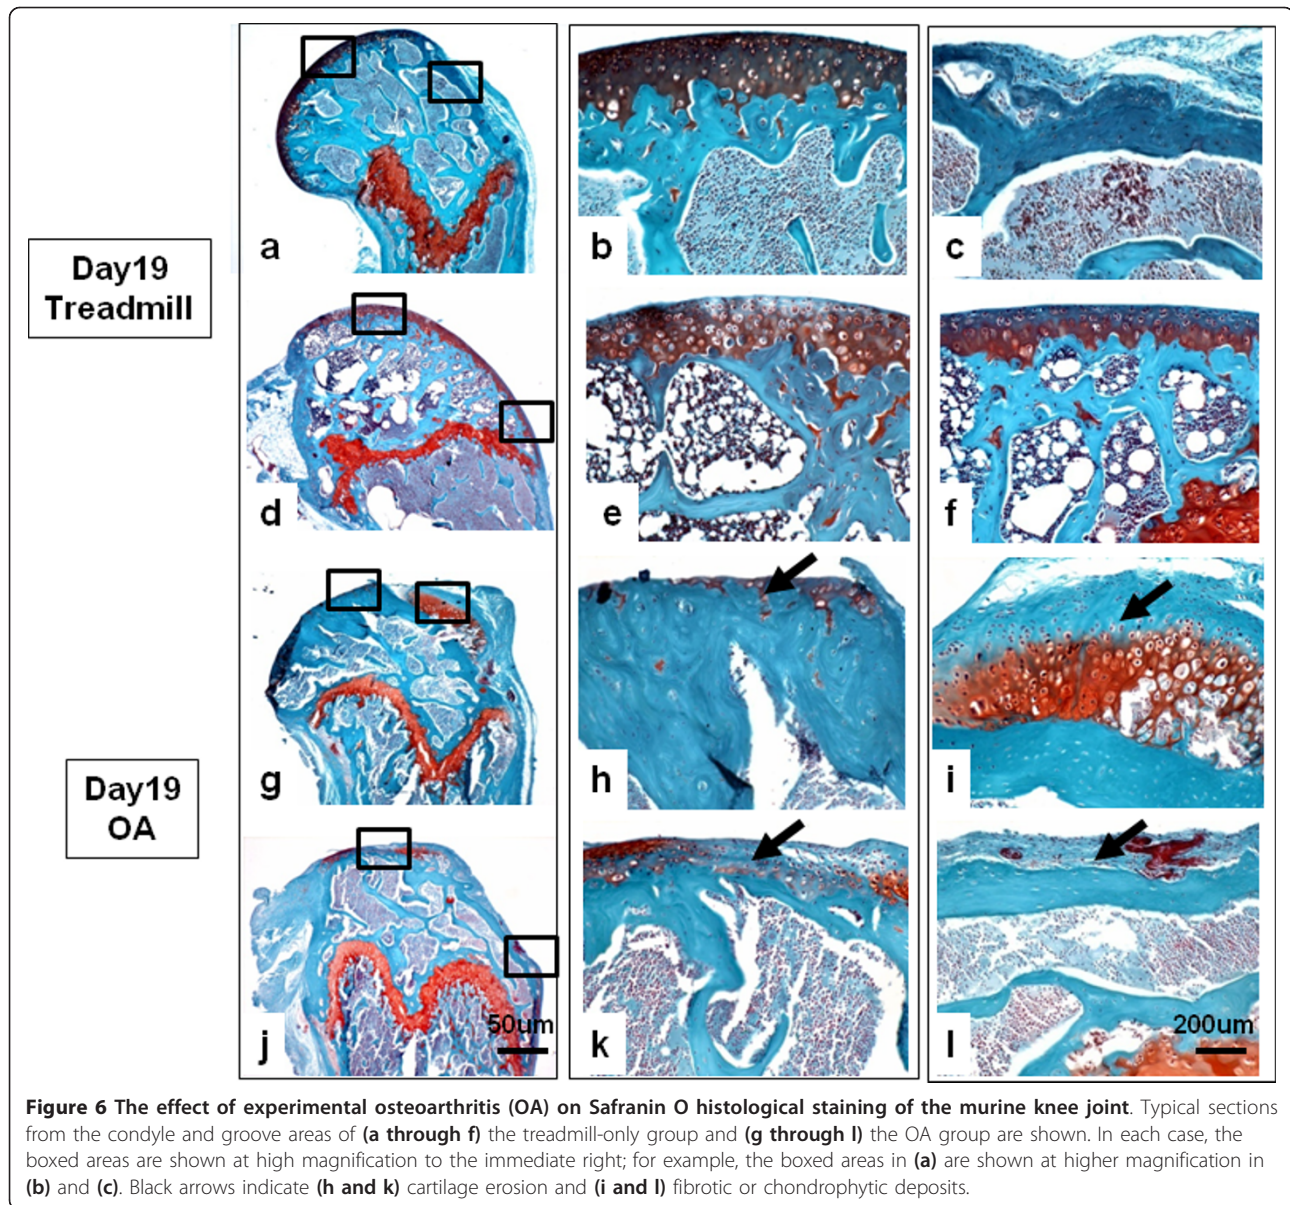 a
b
c
Day19
Treadmill
d
e
f
g
h
i
Day19
OA
j
50um
k
l
200um
Figure 6 The effect of experimental osteoarthritis (OA) on Safranin O histological staining of the murine knee joint. Typical sections
from the condyle and groove areas of (a through f) the treadmill-only group and (g through l) the OA group are shown. In each case, the
boxed areas are shown at high magnification to the immediate right; for example, the boxed areas in (a) are shown at higher magnification in
(b) and (c). Black arrows indicate (h and k) cartilage erosion and (i and l) fibrotic or chondrophytic deposits.